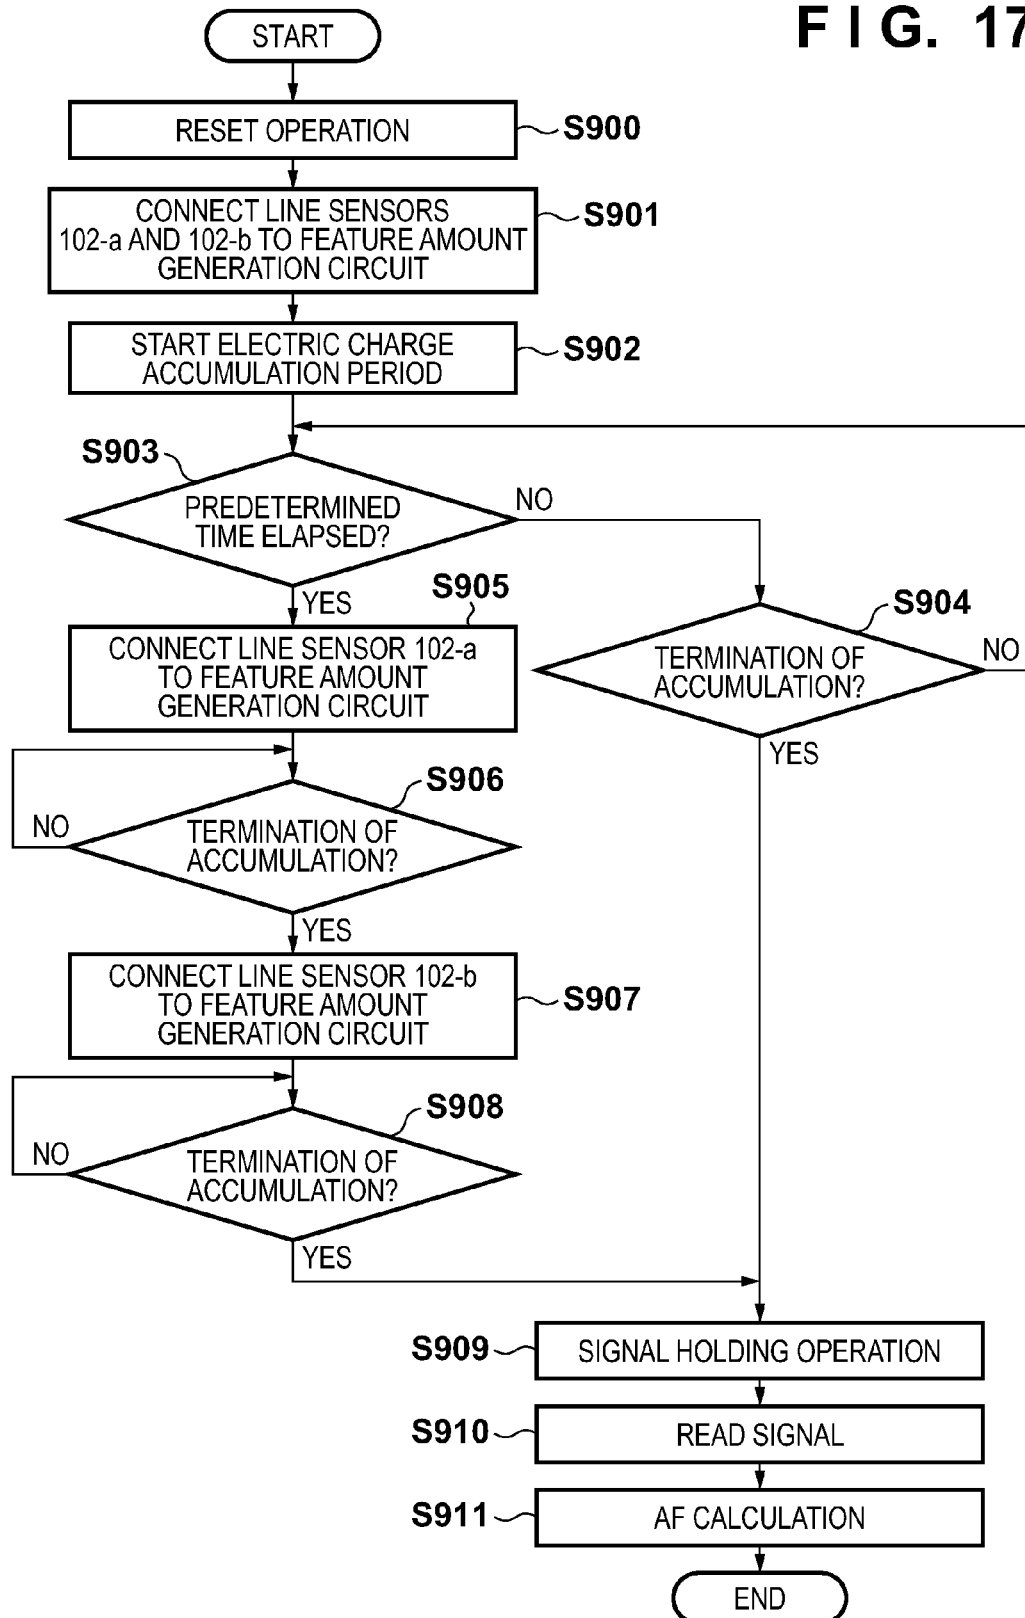 FIG. 17
START
RESET OPERATION
S900
CONNECT LINE SENSORS
102-a AND 102-b TO FEATURE AMOUNT
GENERATION CIRCUIT
S901
START ELECTRIC CHARGE
ACCUMULATION PERIOD
S902
S903
PREDETERMINED
TIME ELAPSED?
NO
YES
S904
TERMINATION OF
ACCUMULATION?
NO
YES
S905
CONNECT LINE SENSOR 102-a
TO FEATURE AMOUNT
GENERATION CIRCUIT
S906
TERMINATION OF
ACCUMULATION?
NO
YES
CONNECT LINE SENSOR 102-b
TO FEATURE AMOUNT
GENERATION CIRCUIT
S907
S908
TERMINATION OF
ACCUMULATION?
NO
YES
S909
SIGNAL HOLDING OPERATION
S910
READ SIGNAL
S911
AF CALCULATION
END